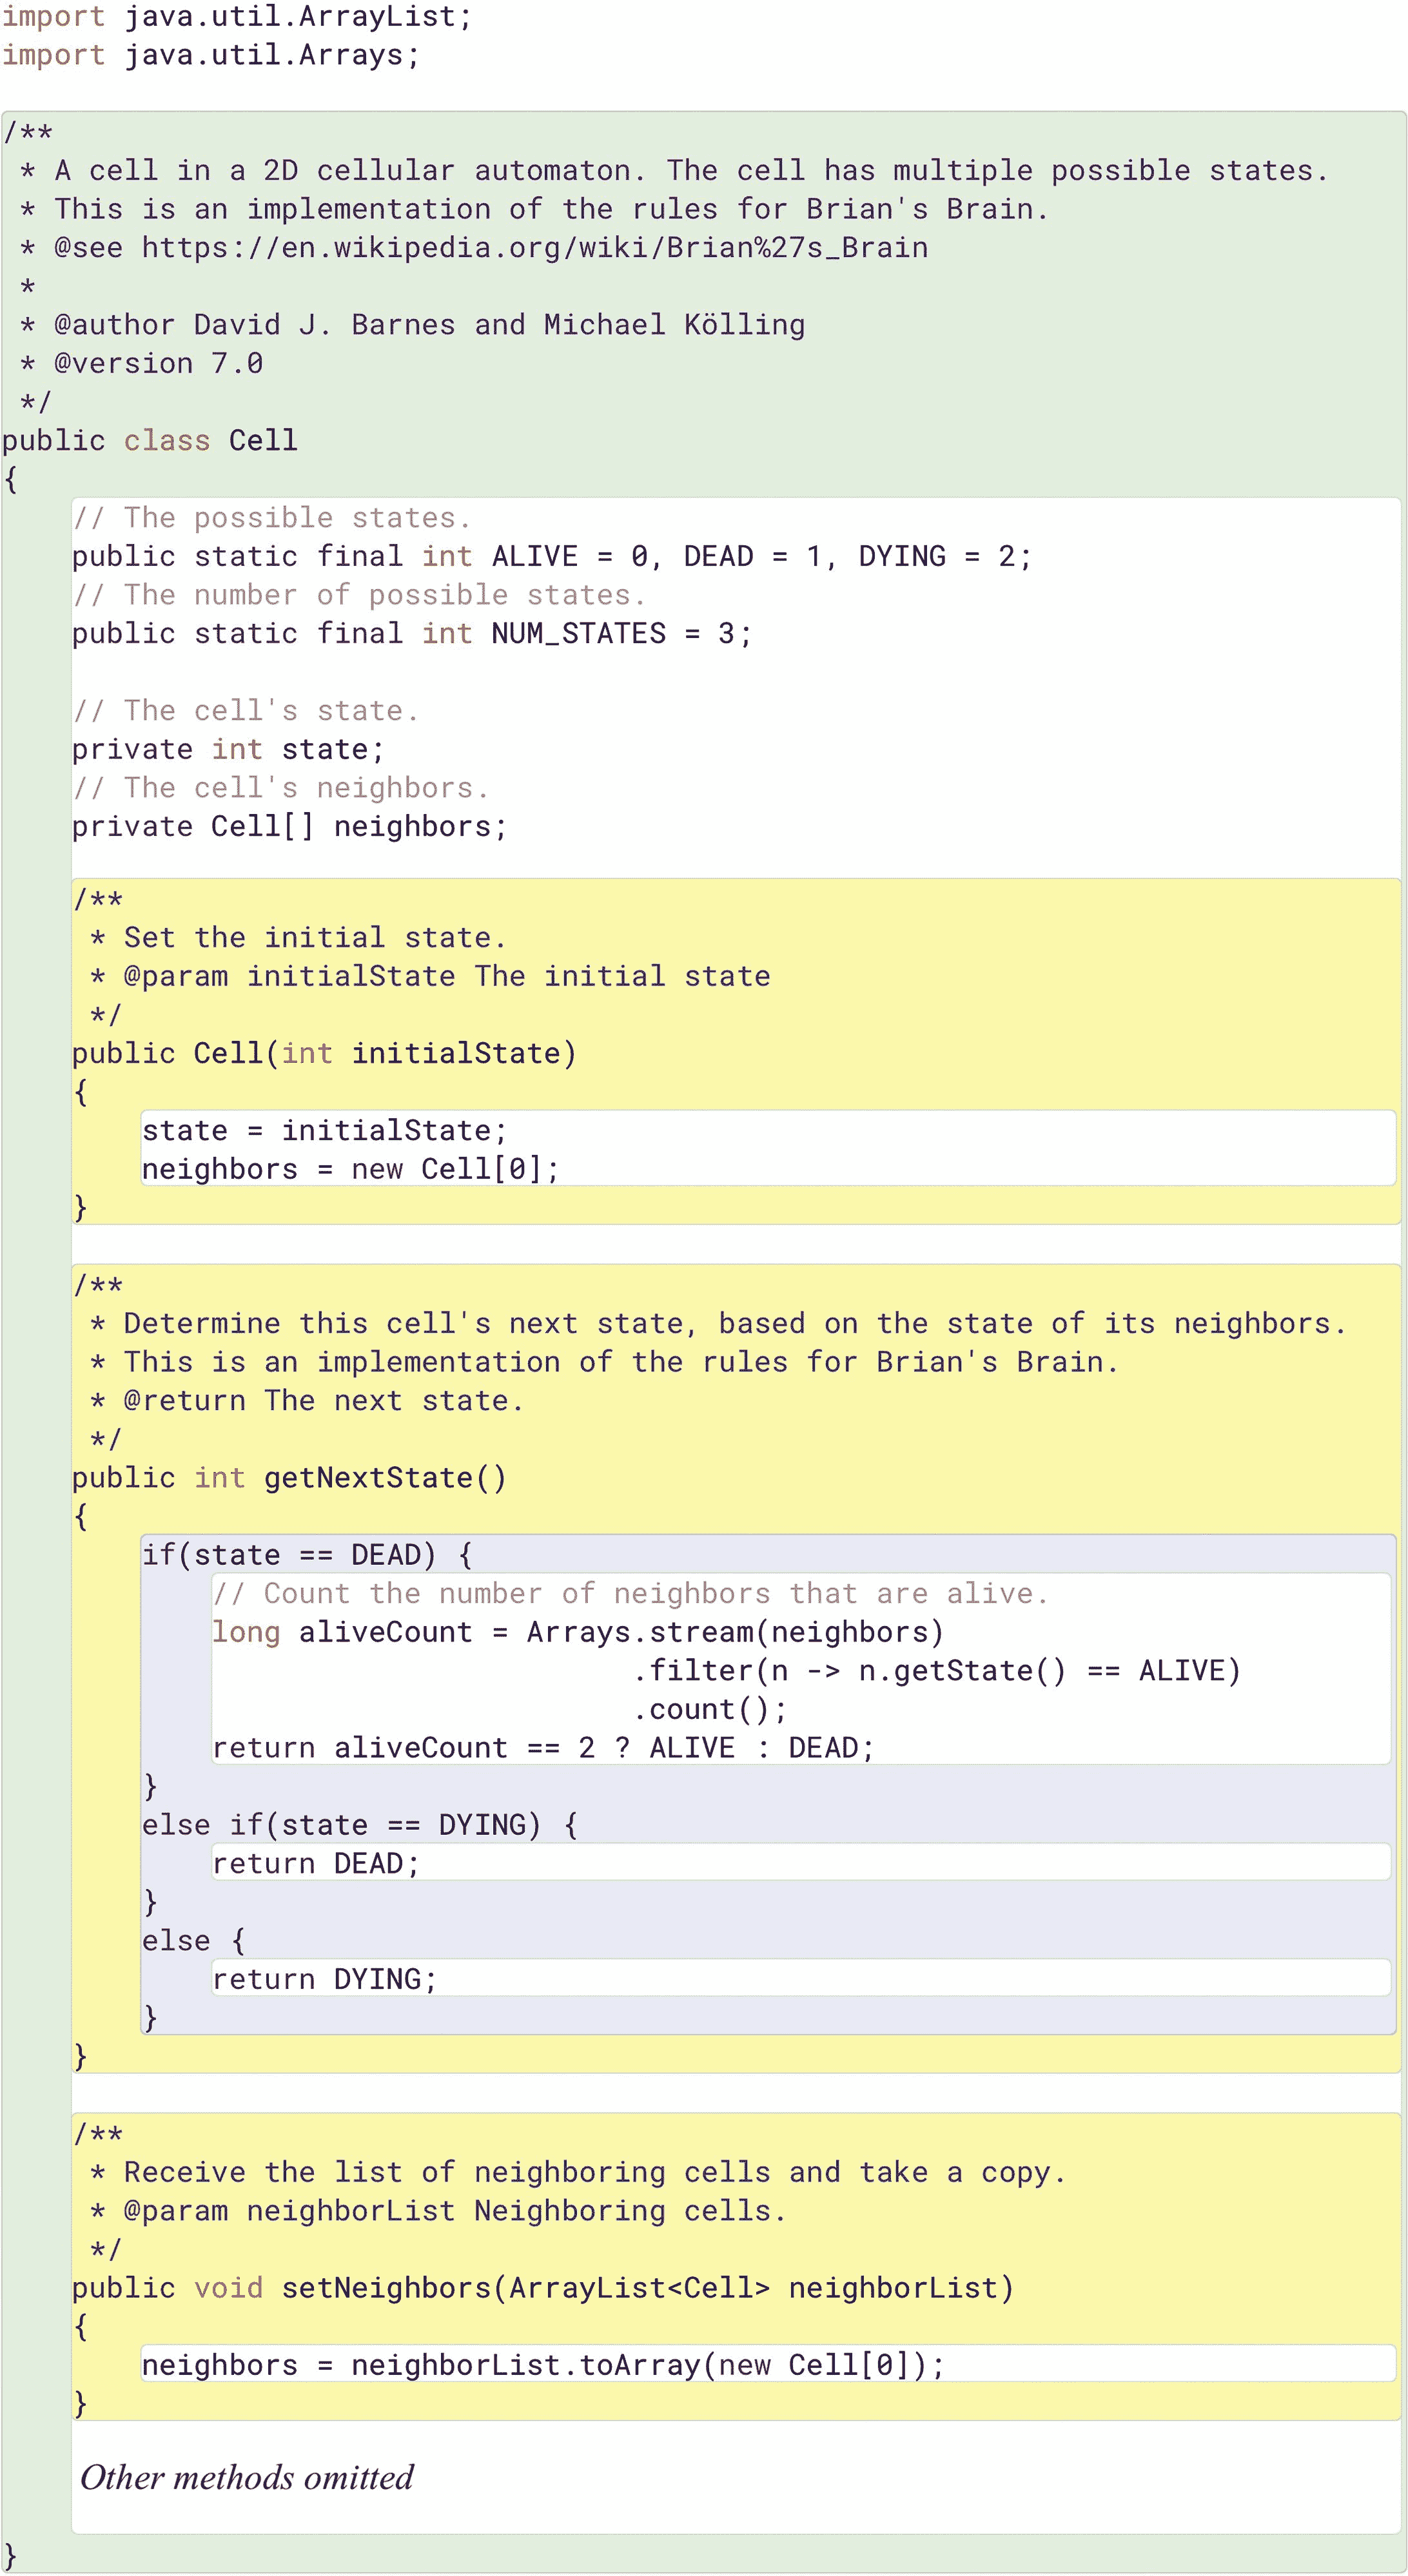 import java.util.ArrayList;
import java.util.Arrays;

/**
 * A cell in a 2D cellular automaton. The cell has multiple possible states.
 * This is an implementation of the rules for Brian's Brain.
 * @see https://en.wikipedia.org/wiki/Brian%27s_Brain
 *
 * @author David J. Barnes and Michael Kölling
 * @version 7.0
 */
public class Cell
{
    // The possible states.
    public static final int ALIVE = 0, DEAD = 1, DYING = 2;
    // The number of possible states.
    public static final int NUM_STATES = 3;

    // The cell's state.
    private int state;
    // The cell's neighbors.
    private Cell[] neighbors;

    /**
     * Set the initial state.
     * @param initialState The initial state
     */
    public Cell(int initialState)
    {
        state = initialState;
        neighbors = new Cell[0];
    }

    /**
     * Determine this cell's next state, based on the state of its neighbors.
     * This is an implementation of the rules for Brian's Brain.
     * @return The next state.
     */
    public int getNextState()
    {
        if(state == DEAD) {
            // Count the number of neighbors that are alive.
            long aliveCount = Arrays.stream(neighbors)
                                    .filter(n -> n.getState() == ALIVE)
                                    .count();
            return aliveCount == 2 ? ALIVE : DEAD;
        }
        else if(state == DYING) {
            return DEAD;
        }
        else {
            return DYING;
        }
    }

    /**
     * Receive the list of neighboring cells and take a copy.
     * @param neighborList Neighboring cells.
     */
    public void setNeighbors(ArrayList<Cell> neighborList)
    {
        neighbors = neighborList.toArray(new Cell[0]);
    }

    Other methods omitted

}